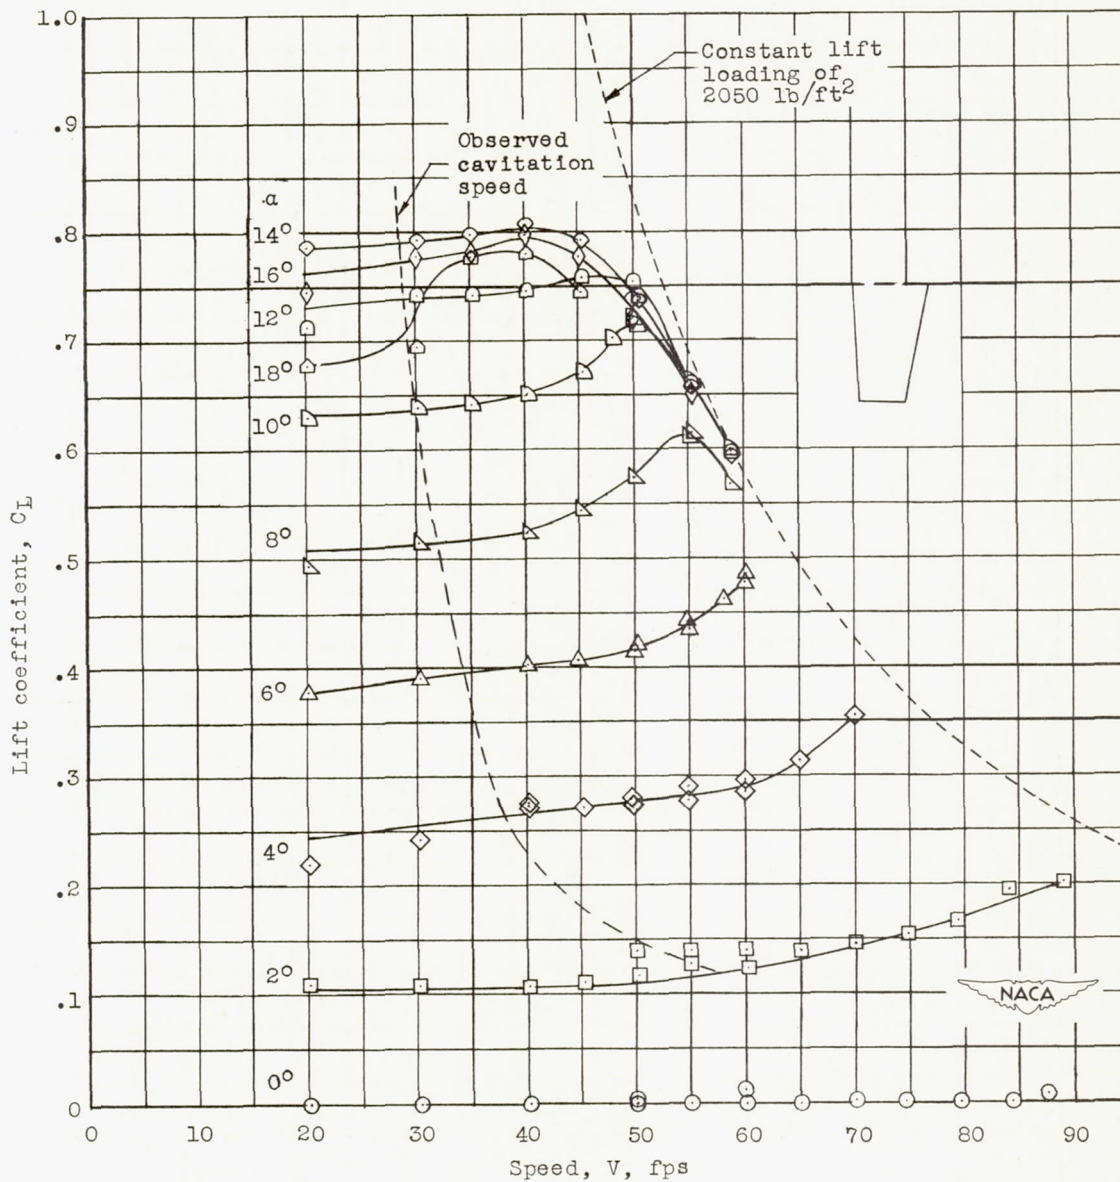 1.0
.9
.8
.7
.6
.5
.4
.3
.2
.1
0
Lift coefficient, CL
Constant lift
loading of
2050 lb/ft²
Observed
cavitation
speed
α
14°
16°
12°
18°
10°
8°
6°
4°
2°
0°
NACA
0 10 20 30 40 50 60 70 80 90
Speed, V, fps